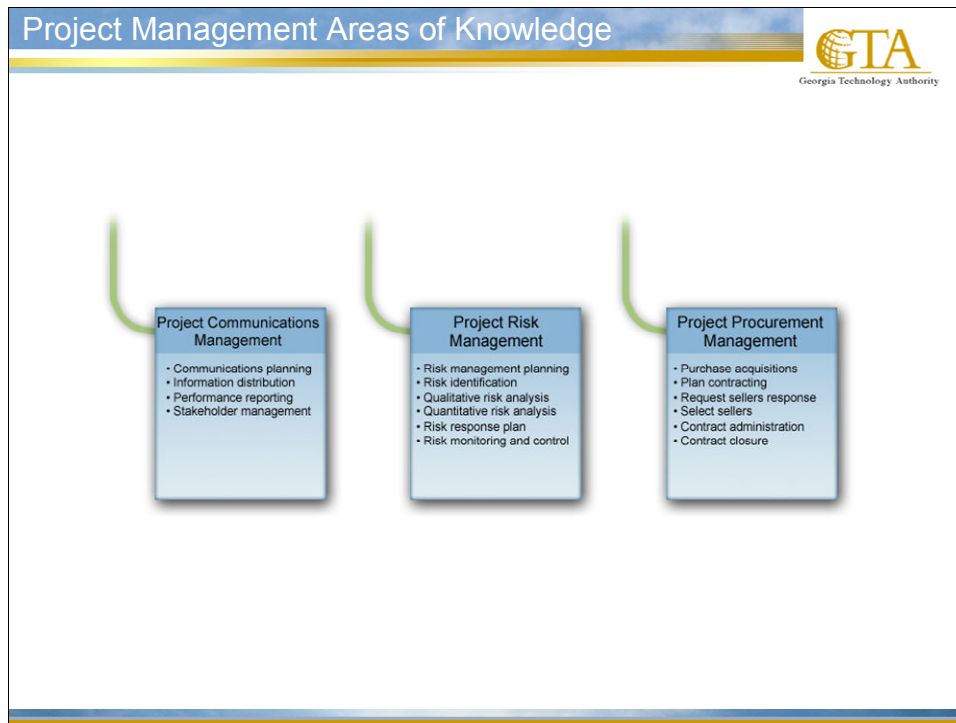 Project Management Areas of Knowledge
GTA
Georgia Technology Authority
Project Communications
Management
• Communications planning
• Information distribution
• Performance reporting
• Stakeholder management
Project Risk
Management
• Risk management planning
• Risk identification
• Qualitative risk analysis
• Quantitative risk analysis
• Risk response plan
• Risk monitoring and control
Project Procurement
Management
• Purchase acquisitions
• Plan contracting
• Request sellers response
• Select sellers
• Contract administration
• Contract closure